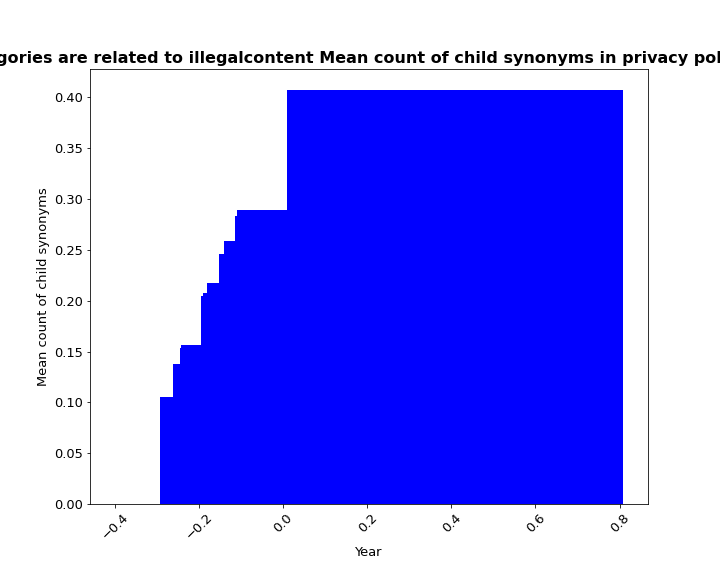 gories are related to illegalcontent Mean count of child synonyms in privacy pol
0.40
0.35
0.30
0.25
0.20
0.15
0.10
0.05
0.00
Mean count of child synonyms
−0.4 −0.2 0.0 0.2 0.4 0.6 0.8
Year